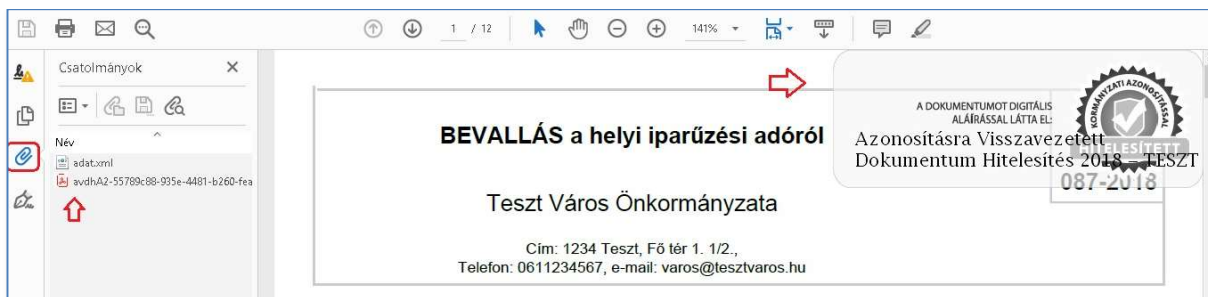 1 / 12
141%
Csatolmányok
Név
adat.xml
avdhA2-55789c88-935e-4481-b260-fea
BEVALLÁS a helyi iparűzési adóról
Teszt Város Önkormányzata
Cím: 1234 Teszt, Fő tér 1. 1/2.,
Telefon: 0611234567, e-mail: varos@tesztvaros.hu
A DOKUMENTUMOT DIGITÁLIS
ALÁÍRÁSSAL LÁTTA EL:
Azonosításra Visszavezetett
Dokumentum Hitelesítés 2018 – TESZT
KORMÁNYZATI AZONOSÍTÁSSAL
HITELESÍTETT
087-2018